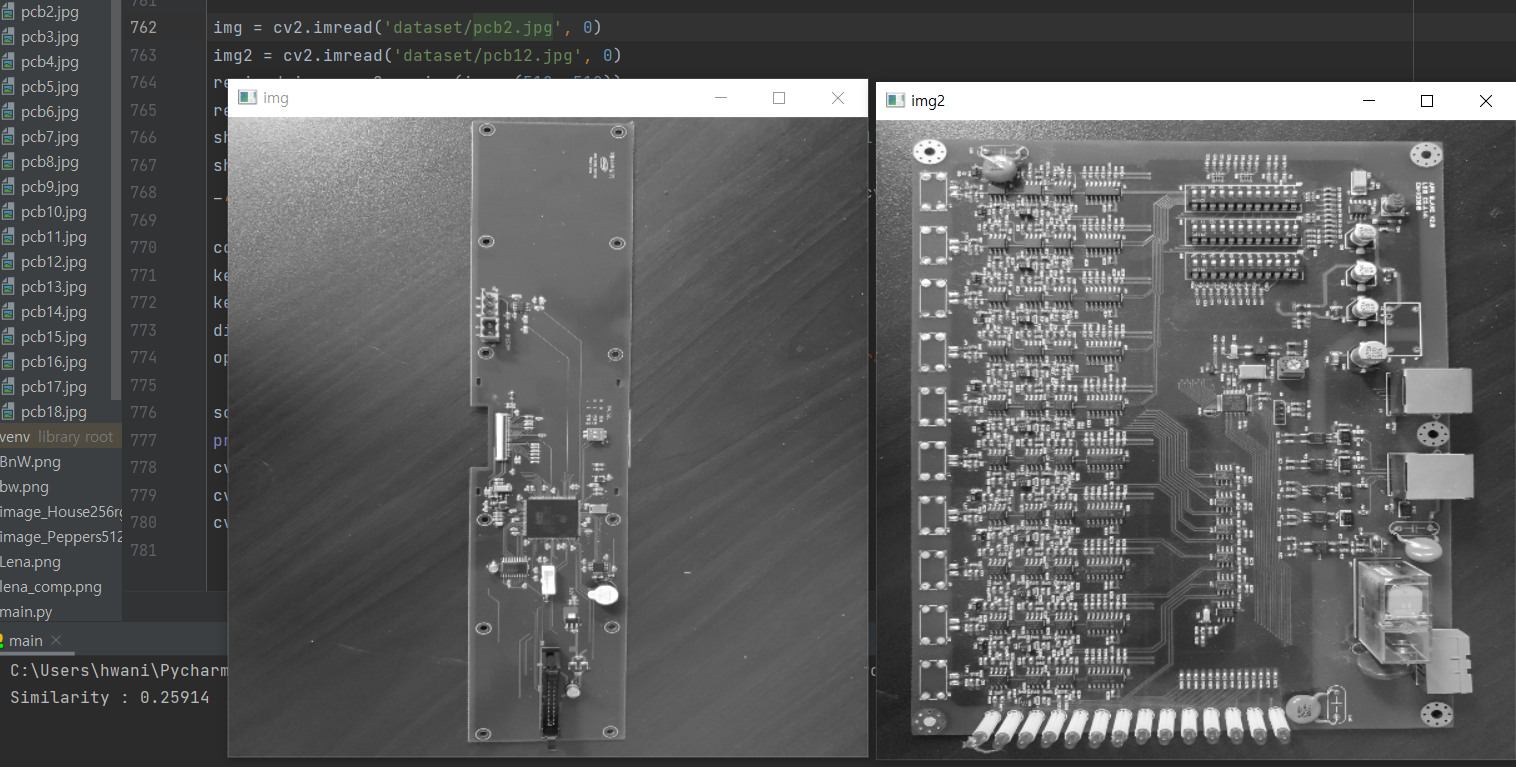 pcb2.jpg
pcb3.jpg
pcb4.jpg
pcb5.jpg
pcb6.jpg
pcb7.jpg
pcb8.jpg
pcb9.jpg
pcb10.jpg
pcb11.jpg
pcb12.jpg
pcb13.jpg
pcb14.jpg
pcb15.jpg
pcb16.jpg
pcb17.jpg
pcb18.jpg
venv library root
BnW.png
bw.png
image_House256rg
image_Peppers512
Lena.png
lena_comp.png
main.py
761
762 img = cv2.imread('dataset/pcb2.jpg', 0)
763 img2 = cv2.imread('dataset/pcb12.jpg', 0)
764
765 re
766 sh
767 sh
768
769
770 co
771 ke
772 ke
773 di
774 op
775
776 sc
777 pr
778 cv
779 cv
780 cv
781
img
img2
main
C:\Users\hwani\Pycharm
Similarity : 0.25914